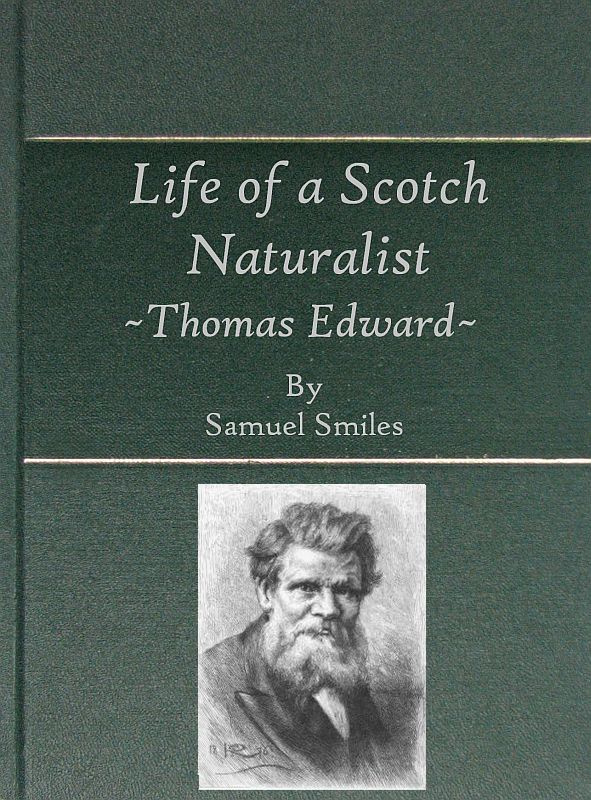 Life of a Scotch
Naturalist
~Thomas Edward~
By
Samuel Smiles